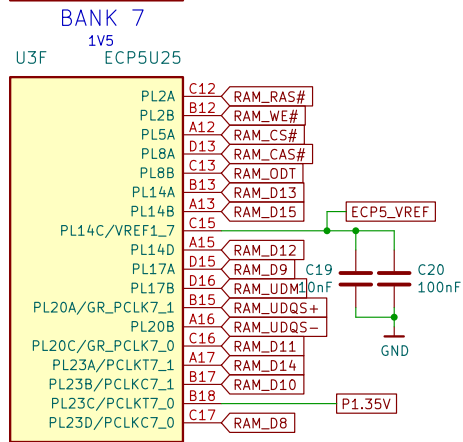 BANK 7
1V5
U3F ECP5U25
PL2A C12 RAM_RAS#
PL2B B12 RAM_WE#
PL5A A12 RAM_CS#
PL8A D13 RAM_CAS#
PL8B C13 RAM_ODT
PL14A B13 RAM_D13
PL14B A13 RAM_D15 ECP5_VREF
PL14C/VREF1_7 C15
PL14D A15 RAM_D12
PL17A D15 RAM_D9 C19 C20
PL17B D16 RAM_UDM 10nF 100nF
PL20A/GR_PCLK7_1 B15 RAM_UDQS+
PL20B A16 RAM_UDQS-
PL20C/GR_PCLK7_0 C16 RAM_D11 GND
PL23A/PCLKT7_1 A17 RAM_D14
PL23B/PCLKC7_1 B17 RAM_D10
PL23C/PCLKT7_0 B18 P1.35V
PL23D/PCLKC7_0 C17 RAM_D8